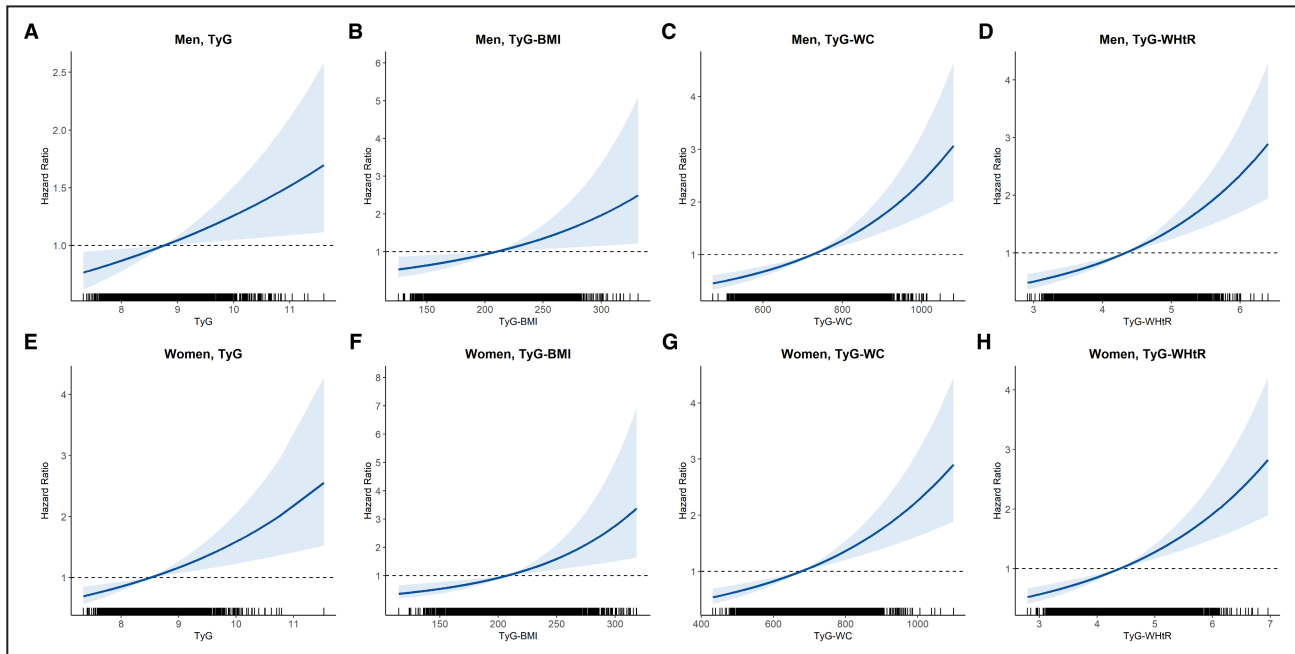 A
Men, TyG
Hazard Ratio
2.5
2.0
1.5
1.0
8 9 10 11
TyG
B
Men, TyG-BMI
Hazard Ratio
6
5
4
3
2
1
150 200 250 300
TyG-BMI
C
Men, TyG-WC
Hazard Ratio
4
3
2
1
600 800 1000
TyG-WC
D
Men, TyG-WHtR
Hazard Ratio
4
3
2
1
3 4 5 6
TyG-WHtR
E
Women, TyG
Hazard Ratio
4
3
2
1
8 9 10 11
TyG
F
Women, TyG-BMI
Hazard Ratio
8
7
6
5
4
3
2
1
150 200 250 300
TyG-BMI
G
Women, TyG-WC
Hazard Ratio
4
3
2
1
400 600 800 1000
TyG-WC
H
Women, TyG-WHtR
Hazard Ratio
4
3
2
1
3 4 5 6 7
TyG-WHtR